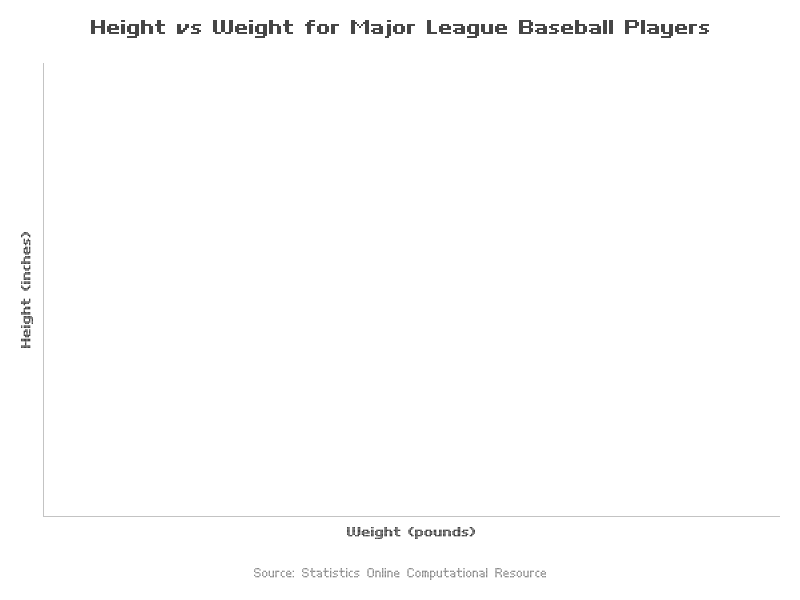 Height vs Weight for Major League Baseball Players
Height (inches)
Weight (pounds)
Source: Statistics Online Computational Resource